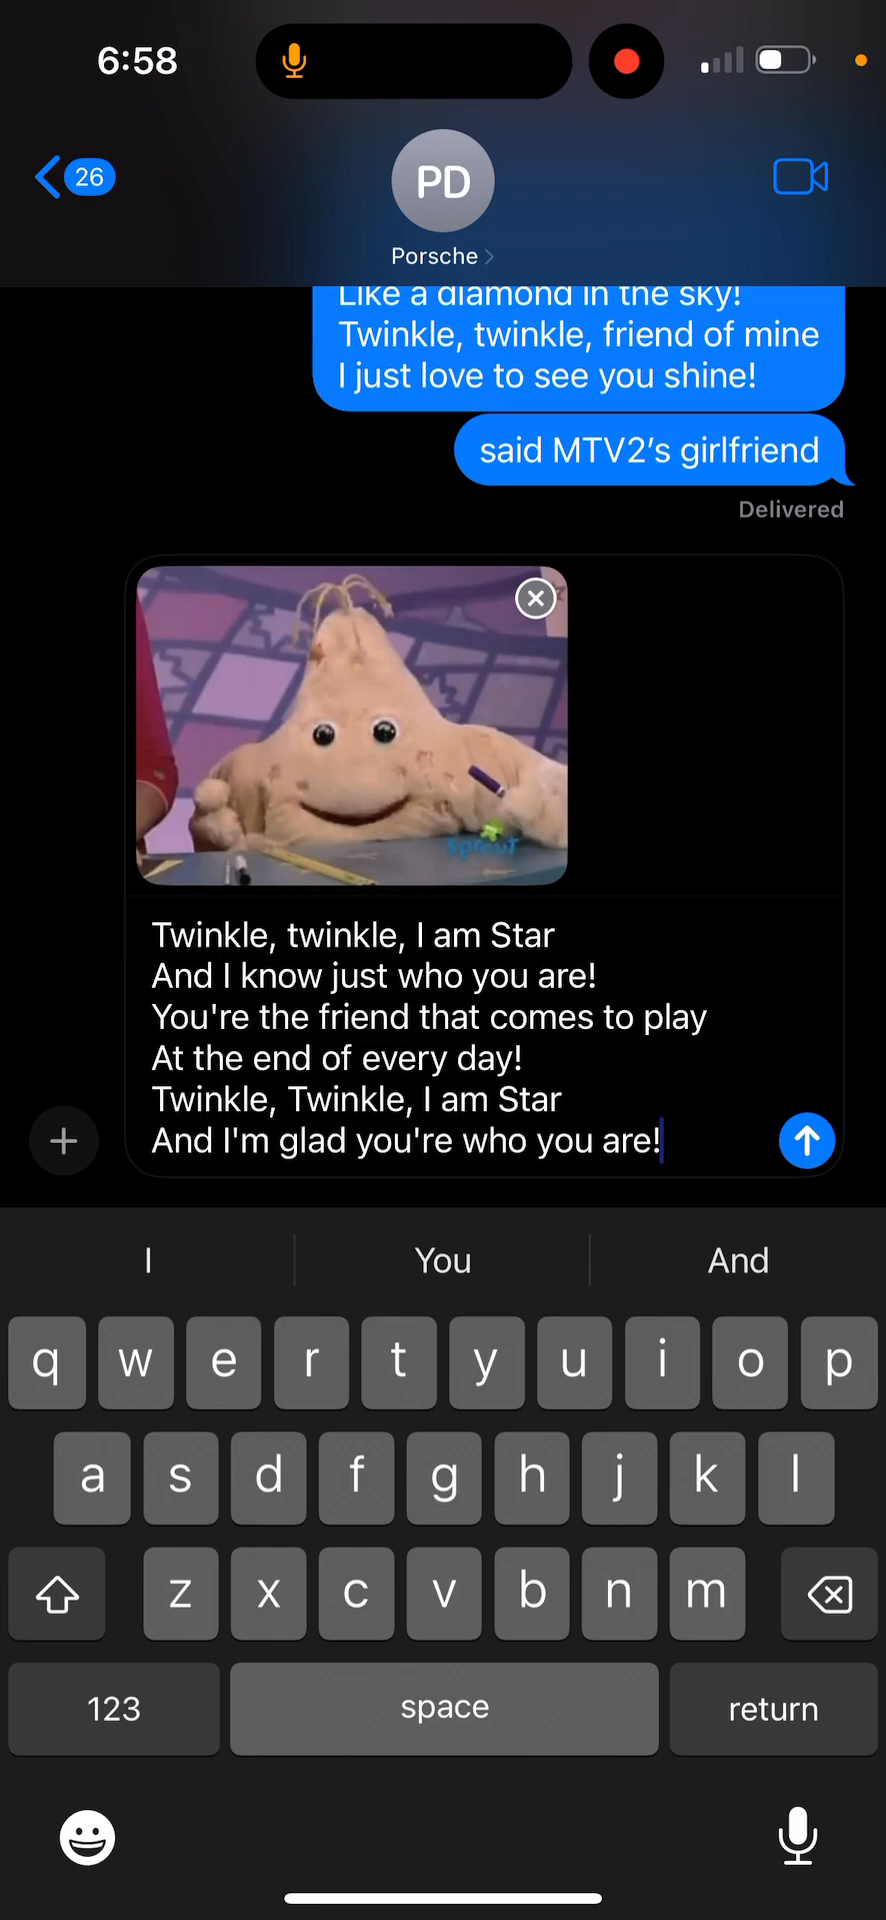 6:58
26
PD
Porsche
Like a diamond in the sky!
Twinkle, twinkle, friend of mine
I just love to see you shine!
said MTV2’s girlfriend
Delivered
sprout
Twinkle, twinkle, I am Star
And I know just who you are!
You're the friend that comes to play
At the end of every day!
Twinkle, Twinkle, I am Star
And I'm glad you're who you are!
I You And
q w e r t y u i o p
a s d f g h j k l
z x c v b n m
123 space return